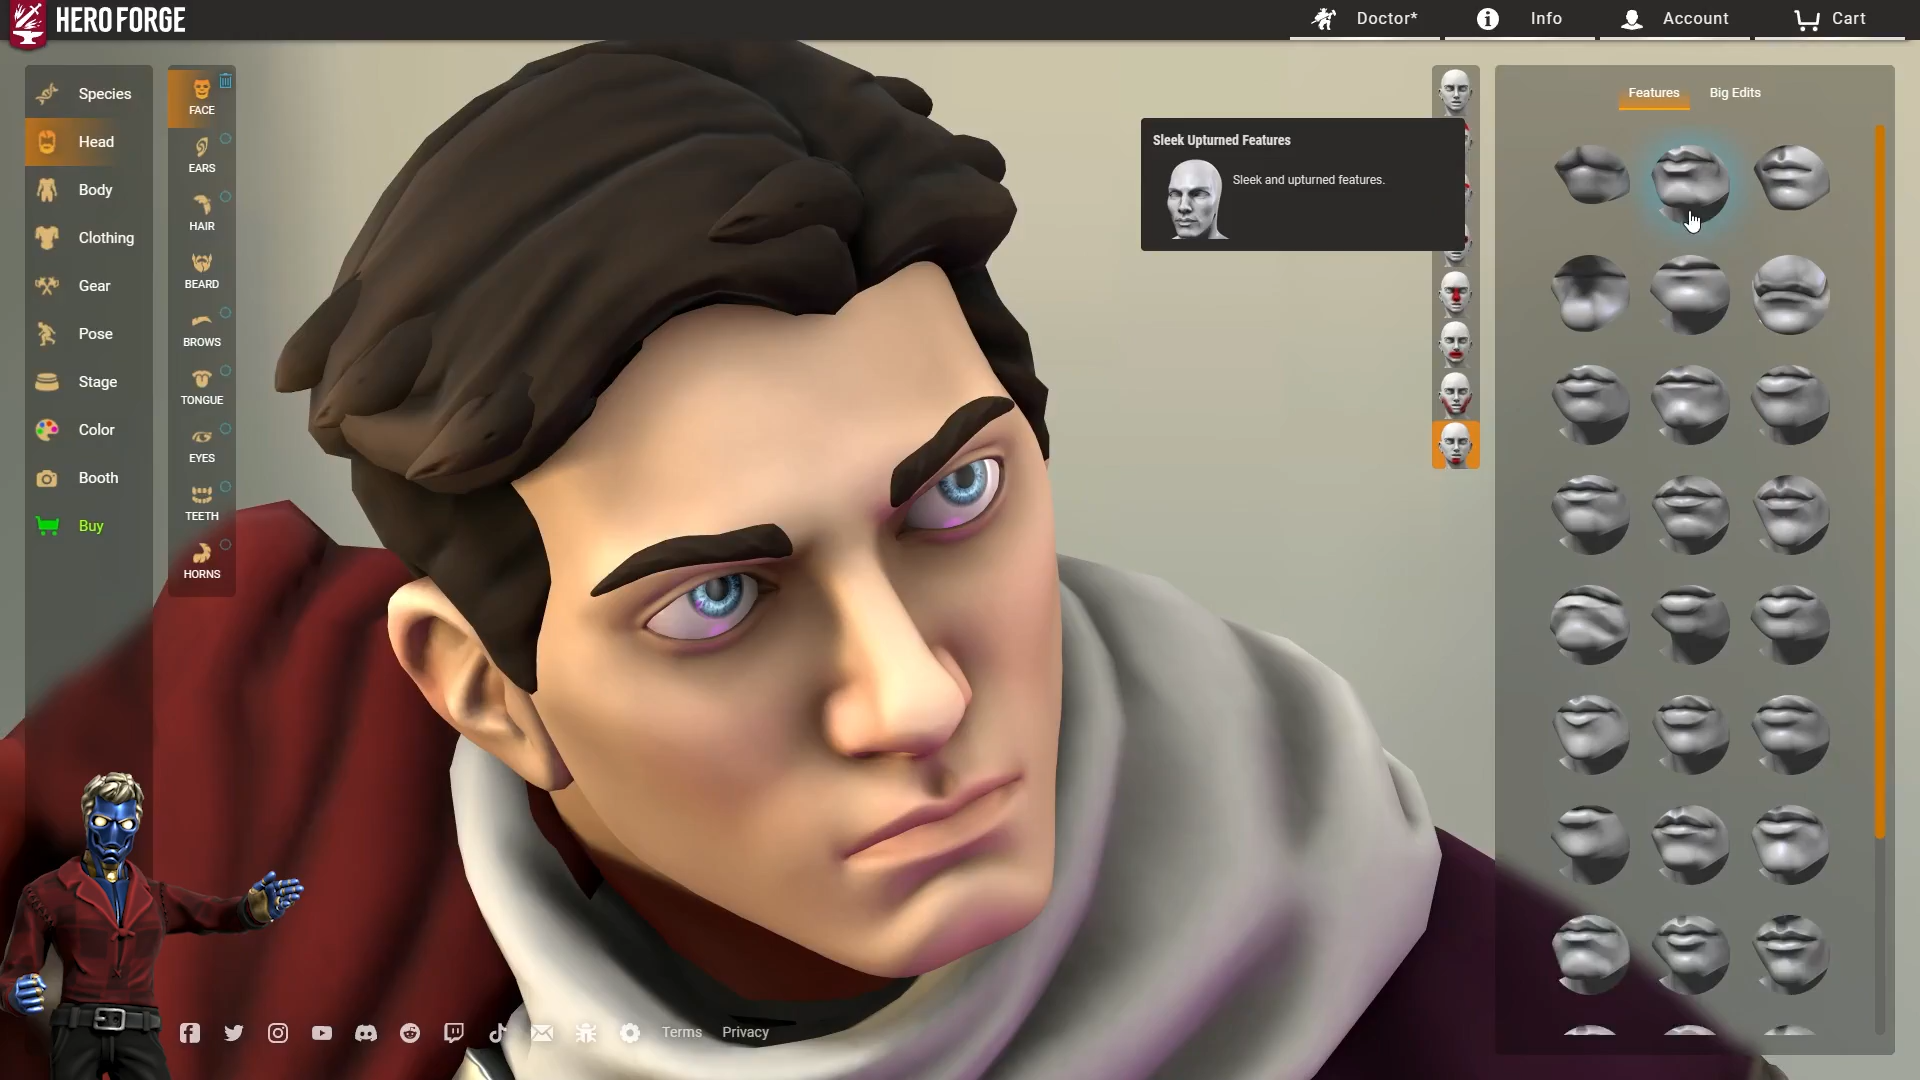 HERO FORGE
Doctor*
Info
Account
Cart
Species
Head
Body
Clothing
Gear
Pose
Stage
Color
Booth
Buy
FACE
EARS
HAIR
BEARD
BROWS
TONGUE
EYES
TEETH
HORNS
Sleek Upturned Features
Sleek and upturned features.
Features
Big Edits
Terms
Privacy